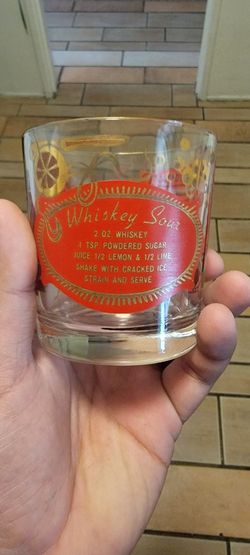 Whiskey Sour
2 OZ WHISKEY
1 TSP. POWDERED SUGAR
JUICE 1/2 LEMON & 1/2 LIME
SHAKE WITH CRACKED ICE
STRAIN AND SERVE